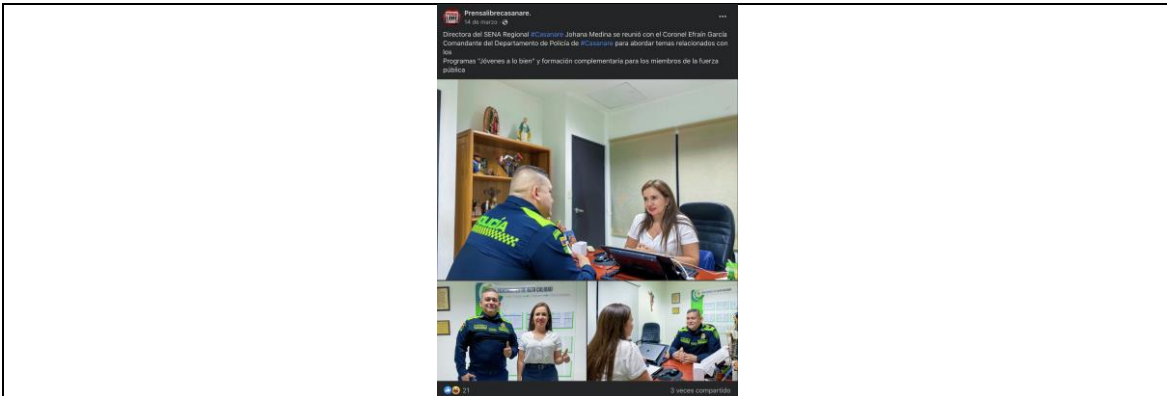 Prensalibrecasanare.
14 de marzo
Directora del SENA Regional #Casanare Johana Medina se reunió con el Coronel Efraín García
Comandante del Departamento de Policía de #Casanare para abordar temas relacionados con
los
Programas "Jóvenes a lo bien" y formación complementaria para los miembros de la fuerza
pública
POLICÍA
21
3 veces compartido